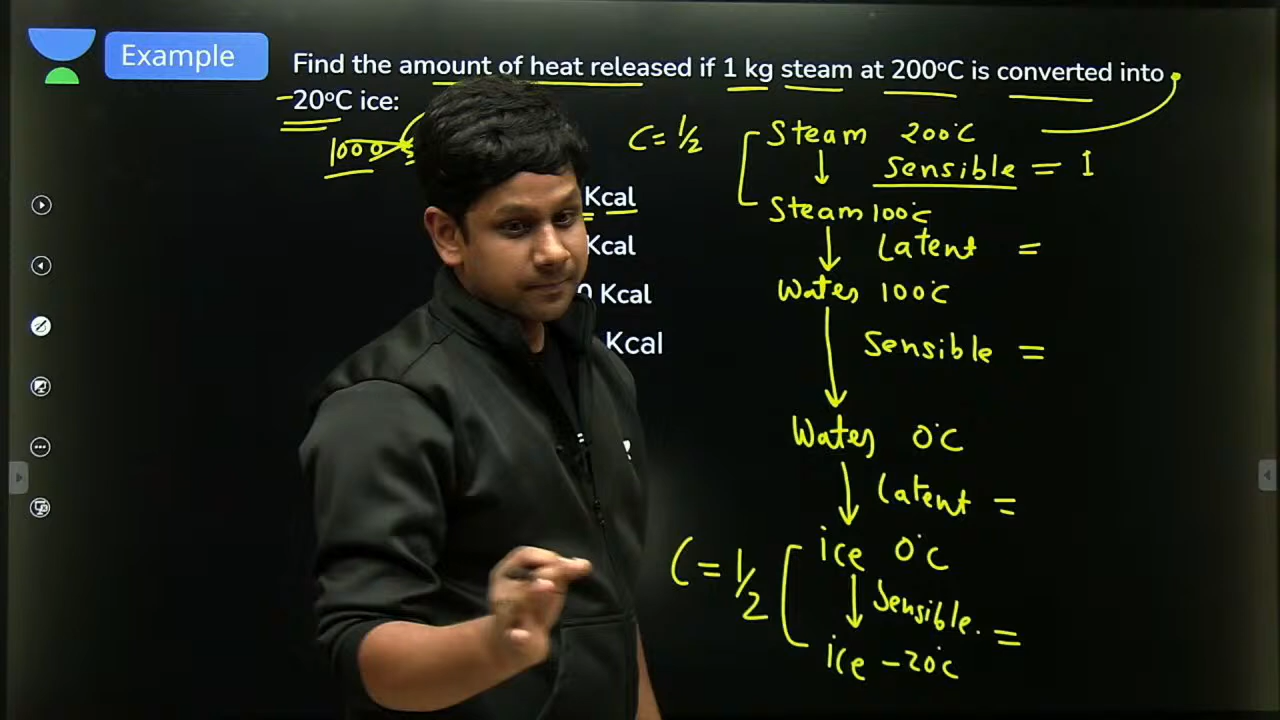 Example
Find the amount of heat released if 1 kg steam at 200°C is converted into
-20°C ice:
1000
Kcal
Kcal
0 Kcal
Kcal
C = 1/2
Steam 200°C
Sensible = 1
Steam 100°C
Latent =
Water 100°C
Sensible =
Water 0°C
Latent =
ice 0°C
C = 1/2
Sensible. =
ice -20°C